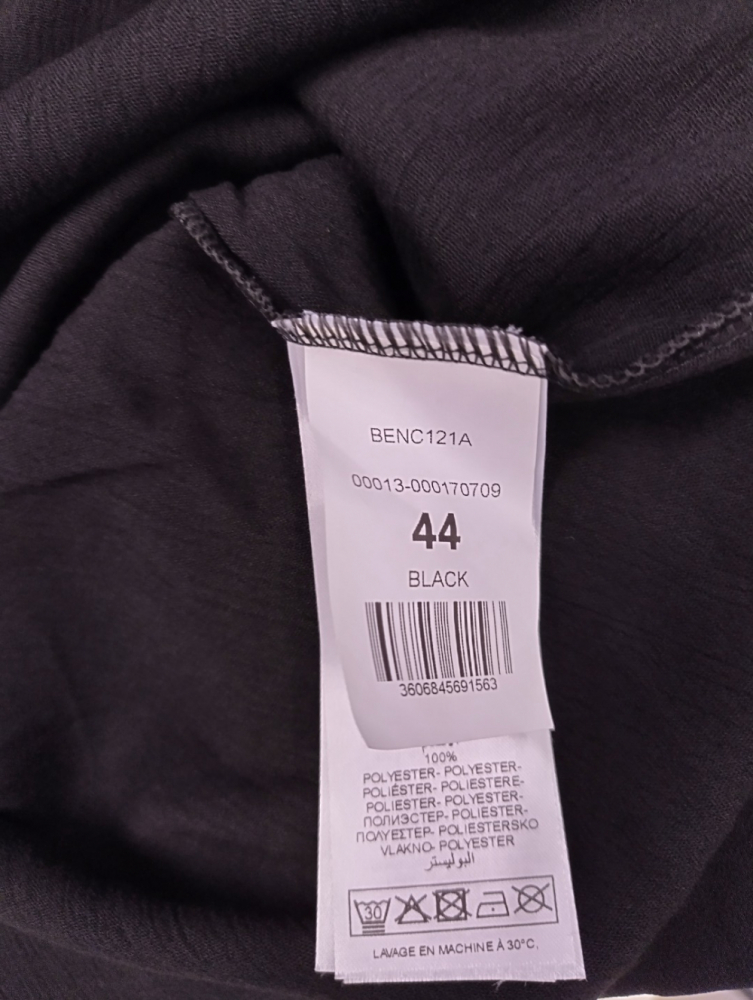 BENC121A
00013-000170709
44
BLACK
3606845691563
100%
POLYESTER- POLYESTER-
POLIÉSTER- POLIESTERE-
POLIESTER- POLYESTER-
ПОЛИЭСТЕР- ПОЛИЭСТЕР-
ΠΟΛΥΕΣΤΕΡ- POLIESTERSKO
VLAKNO- POLYESTER
البوليستر
30
LAVAGE EN MACHINE À 30°C.